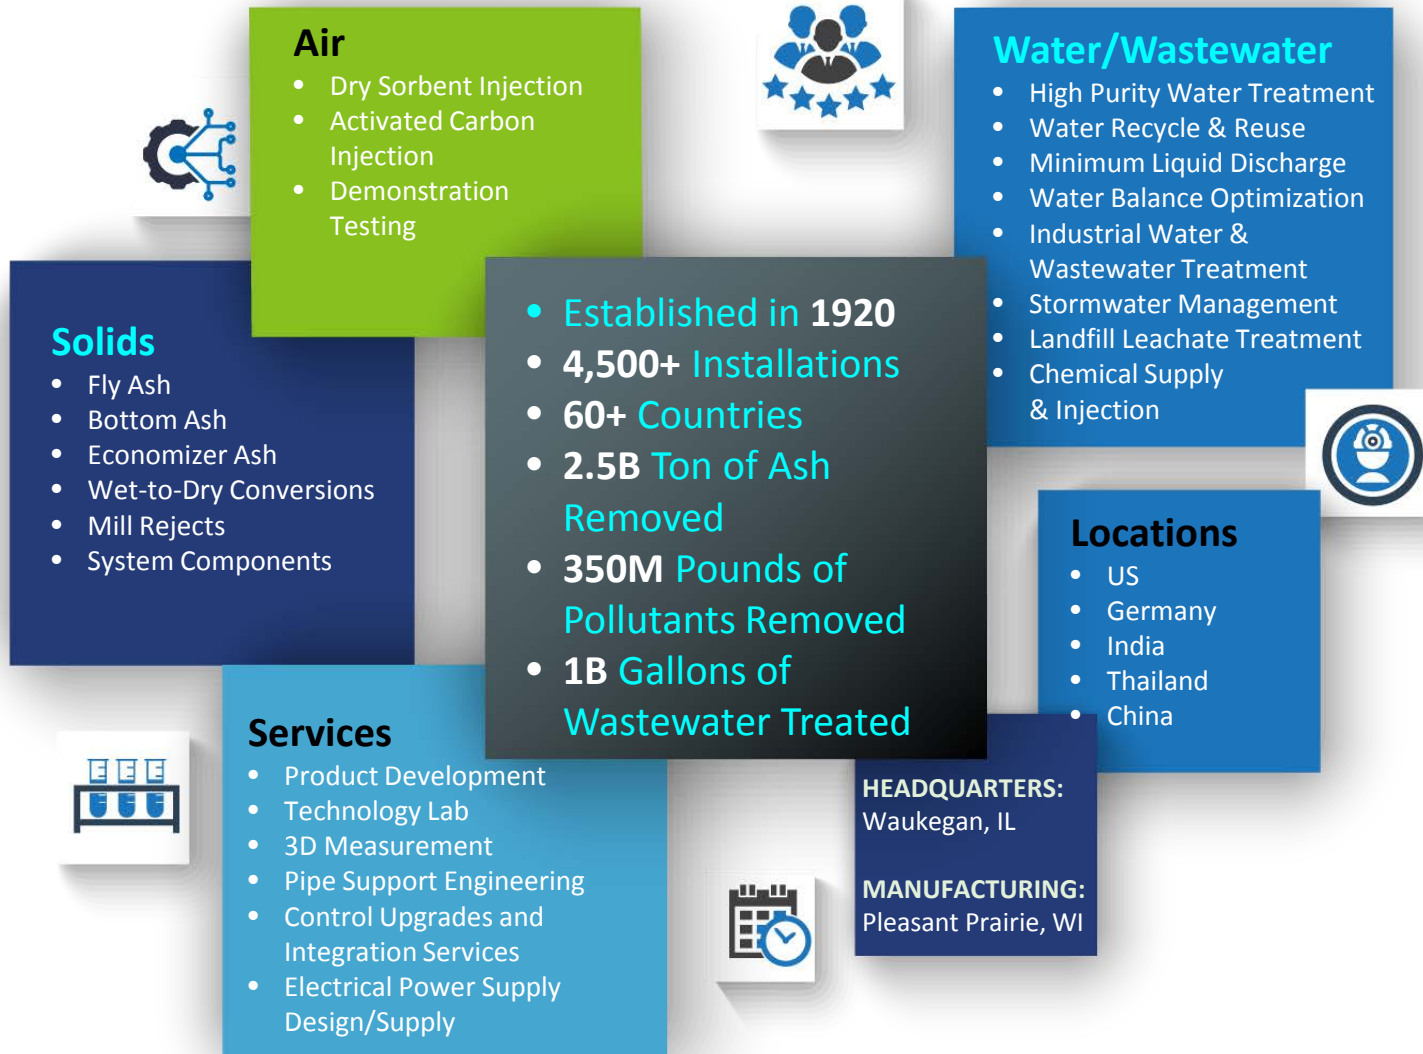 Air
• Dry Sorbent Injection
• Activated Carbon
Injection
• Demonstration
Testing
Water/Wastewater
• High Purity Water Treatment
• Water Recycle & Reuse
• Minimum Liquid Discharge
• Water Balance Optimization
• Industrial Water &
Wastewater Treatment
• Stormwater Management
• Landfill Leachate Treatment
• Chemical Supply
& Injection
Solids
• Fly Ash
• Bottom Ash
• Economizer Ash
• Wet-to-Dry Conversions
• Mill Rejects
• System Components
• Established in 1920
• 4,500+ Installations
• 60+ Countries
• 2.5B Ton of Ash
Removed
• 350M Pounds of
Pollutants Removed
• 1B Gallons of
Wastewater Treated
Locations
• US
• Germany
• India
• Thailand
• China
Services
• Product Development
• Technology Lab
• 3D Measurement
• Pipe Support Engineering
• Control Upgrades and
Integration Services
• Electrical Power Supply
Design/Supply
HEADQUARTERS:
Waukegan, IL
MANUFACTURING:
Pleasant Prairie, WI